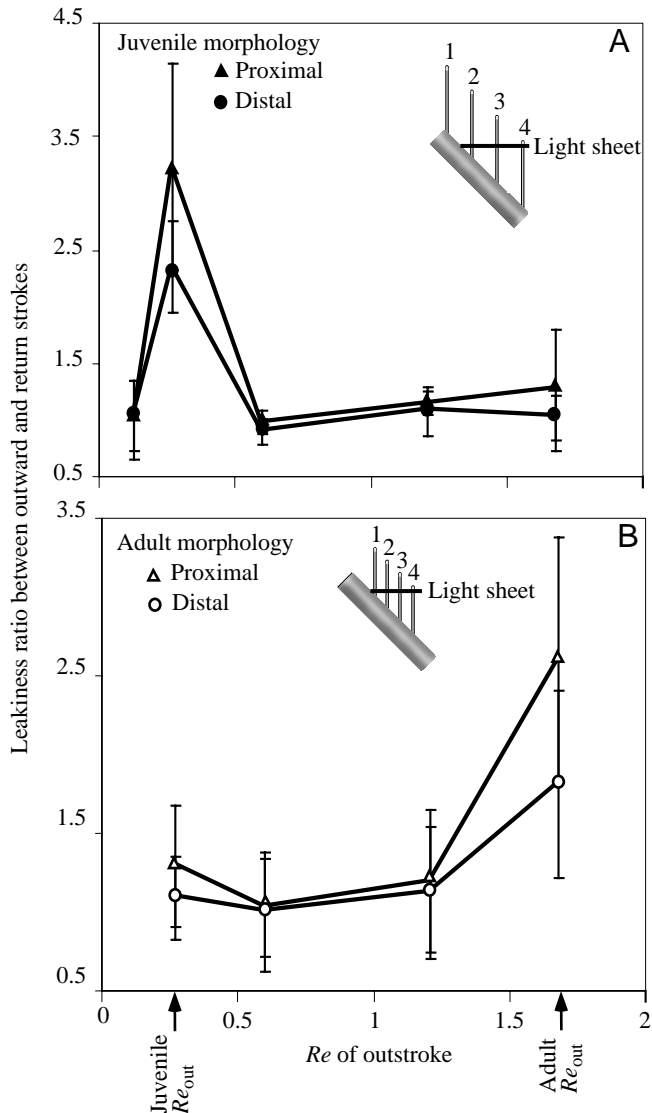 Leakiness ratio between outward and return strokes
4.5
3.5
2.5
1.5
0.5
Juvenile morphology
Proximal
Distal
A
1
2
3
4
Light sheet
3.5
2.5
1.5
0.5
Adult morphology
Proximal
Distal
B
1
2
3
4
Light sheet
0
0.5
1
1.5
2
Re of outstroke
Juvenile
Reout
Adult
Reout